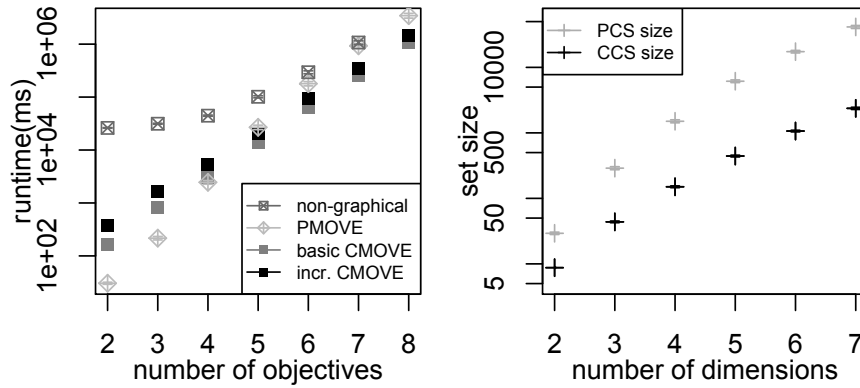 runtime(ms)
1e+06
1e+04
1e+02
2 3 4 5 6 7 8
number of objectives
non-graphical
PMOVE
basic CMOVE
incr. CMOVE
set size
10000
500
50
5
2 3 4 5 6 7
number of dimensions
PCS size
CCS size